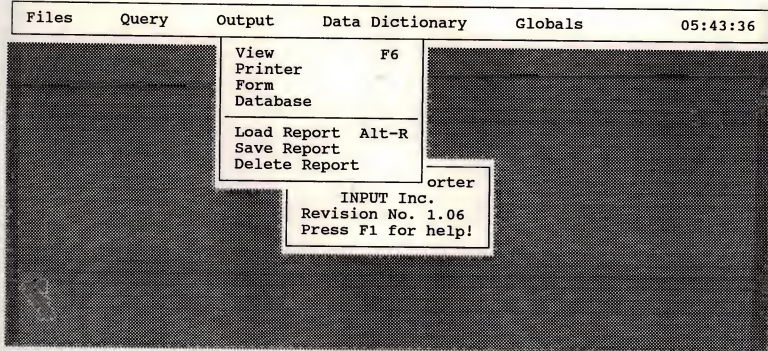 Files Query Output Data Dictionary Globals 05:43:36
View F6
Printer
Form
Database
Load Report Alt-R
Save Report
Delete Report
orter
INPUT Inc.
Revision No. 1.06
Press F1 for help!